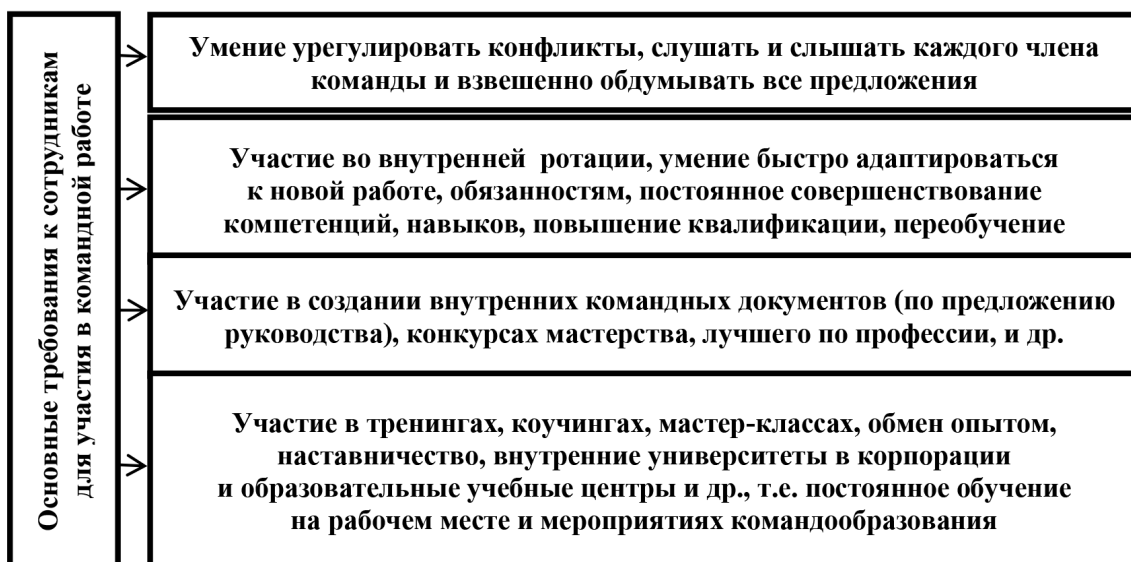 Основные требования к сотрудникам
для участия в командной работе
Умение урегулировать конфликты, слушать и слышать каждого члена
команды и взвешенно обдумывать все предложения
Участие во внутренней ротации, умение быстро адаптироваться
к новой работе, обязанностям, постоянное совершенствование
компетенций, навыков, повышение квалификации, переобучение
Участие в создании внутренних командных документов (по предложению
руководства), конкурсах мастерства, лучшего по профессии, и др.
Участие в тренингах, коучингах, мастер-классах, обмен опытом,
наставничество, внутренние университеты в корпорации
и образовательные учебные центры и др., т.е. постоянное обучение
на рабочем месте и мероприятиях командообразования